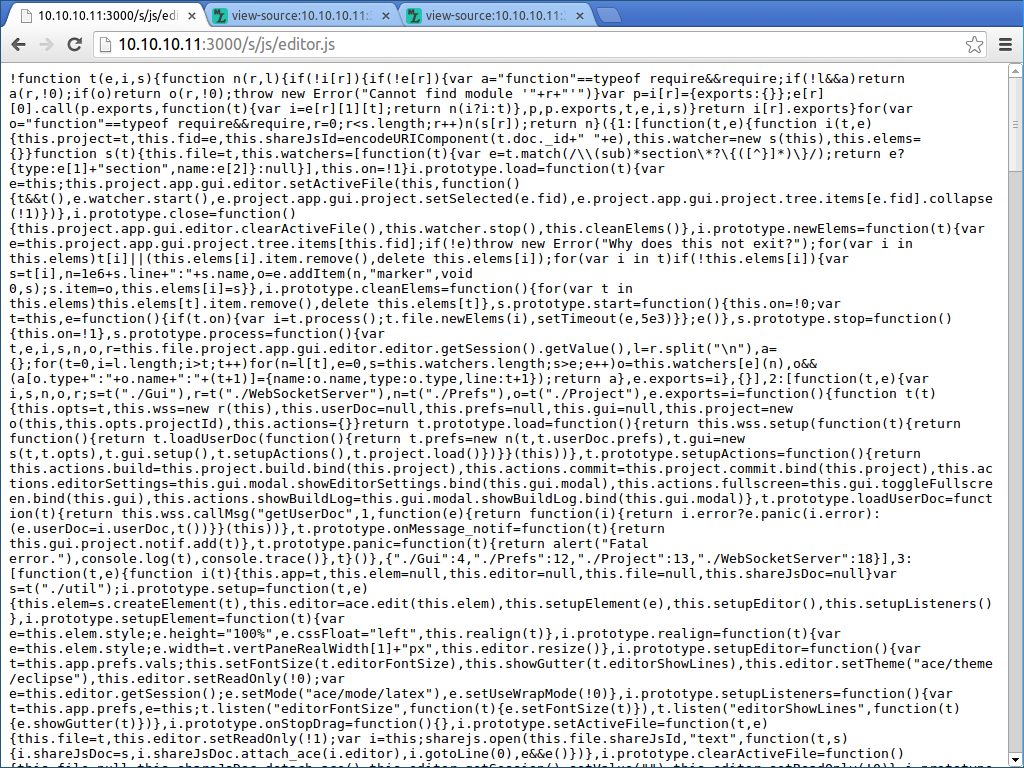 10.10.10.11:3000/s/js/edi
view-source:10.10.10.11:
view-source:10.10.10.11:
10.10.10.11:3000/s/js/editor.js
!function t(e,i,s){function n(r,l){if(!i[r]){if(!e[r]){var a="function"==typeof require&&require;if(!l&&a)return
a(r,!0);if(o)return o(r,!0);throw new Error("Cannot find module '"+r+"'")}var p=i[r]={exports:{}};e[r]
[0].call(p.exports,function(t){var i=e[r][1][t];return n(i?i:t)},p,p.exports,t,e,i,s)}return i[r].exports}for(var
o="function"==typeof require&&require,r=0;r<s.length;r++)n(s[r]);return n}({1:[function(t,e){function i(t,e)
{this.project=t,this.fid=e,this.shareJsId=encodeURIComponent(t.doc._id+" "+e),this.watcher=new s(this),this.elems=
{}}function s(t){this.file=t,this.watchers=[function(t){var e=t.match(/\\(sub)*section\*?\{([^}]*)\}/);return e?
{type:e[1]+"section",name:e[2]}:null}],this.on=!1}i.prototype.load=function(t){var
e=this;this.project.app.gui.editor.setActiveFile(this,function()
{t&&t(),e.watcher.start(),e.project.app.gui.project.setSelected(e.fid),e.project.app.gui.project.tree.items[e.fid].collapse
(!1)})},i.prototype.close=function()
{this.project.app.gui.editor.clearActiveFile(),this.watcher.stop(),this.cleanElems()},i.prototype.newElems=function(t){var
e=this.project.app.gui.project.tree.items[this.fid];if(!e)throw new Error("Why does this not exit?");for(var i in
this.elems)t[i]||(this.elems[i].item.remove(),delete this.elems[i]);for(var i in t)if(!this.elems[i]){var
s=t[i],n=1e6+s.line+":"+s.name,o=e.addItem(n,"marker",void
0,s);s.item=o,this.elems[i]=s}},i.prototype.cleanElems=function(){for(var t in
this.elems)this.elems[t].item.remove(),delete this.elems[t]},s.prototype.start=function(){this.on=!0;var
t=this,e=function(){if(t.on){var i=t.process();t.file.newElems(i),setTimeout(e,5e3)}};e()},s.prototype.stop=function()
{this.on=!1},s.prototype.process=function(){var
t,e,i,s,n,o,r=this.file.project.app.gui.editor.editor.getSession().getValue(),l=r.split("\n"),a=
{};for(t=0,i=l.length;i>t;t++)for(n=l[t],e=0,s=this.watchers.length;s>e;e++)o=this.watchers[e](n),o&&
(a[o.type+":"+o.name+":"+(t+1)]={name:o.name,type:o.type,line:t+1});return a},e.exports=i},{}],2:[function(t,e){var
i,s,n,o,r;s=t("./Gui"),r=t("./WebSocketServer"),n=t("./Prefs"),o=t("./Project"),e.exports=i=function(){function t(t)
{this.opts=t,this.wss=new r(this),this.userDoc=null,this.prefs=null,this.gui=null,this.project=new
o(this,this.opts.projectId),this.actions={}}return t.prototype.load=function(){return this.wss.setup(function(t){return
function(){return t.loadUserDoc(function(){return t.prefs=new n(t,t.userDoc.prefs),t.gui=new
s(t,t.opts),t.gui.setup(),t.setupActions(),t.project.load()})}}(this))},t.prototype.setupActions=function(){return
this.actions.build=this.project.build.bind(this.project),this.actions.commit=this.project.commit.bind(this.project),this.ac
tions.editorSettings=this.gui.modal.showEditorSettings.bind(this.gui.modal),this.actions.fullscreen=this.gui.toggleFullscre
en.bind(this.gui),this.actions.showBuildLog=this.gui.modal.showBuildLog.bind(this.gui.modal)},t.prototype.loadUserDoc=funct
ion(t){return this.wss.callMsg("getUserDoc",1,function(e){return function(i){return i.error?e.panic(i.error):
(e.userDoc=i.userDoc,t())}}(this))},t.prototype.onMessage_notif=function(t){return
this.gui.project.notif.add(t)},t.prototype.panic=function(t){return alert("Fatal
error."),console.log(t),console.trace()},t}()},{"./Gui":4,"./Prefs":12,"./Project":13,"./WebSocketServer":18}],3:
[function(t,e){function i(t){this.app=t,this.elem=null,this.editor=null,this.file=null,this.shareJsDoc=null}var
s=t("./util");i.prototype.setup=function(t,e)
{this.elem=s.createElement(t),this.editor=ace.edit(this.elem),this.setupElement(e),this.setupEditor(),this.setupListeners()
},i.prototype.setupElement=function(t){var
e=this.elem.style;e.height="100%",e.cssFloat="left",this.realign(t)},i.prototype.realign=function(t){var
e=this.elem.style;e.width=t.vertPaneRealWidth[1]+"px",this.editor.resize()},i.prototype.setupEditor=function(){var
t=this.app.prefs.vals;this.setFontSize(t.editorFontSize),this.showGutter(t.editorShowLines),this.editor.setTheme("ace/theme
/eclipse"),this.editor.setReadOnly(!0);var
e=this.editor.getSession();e.setMode("ace/mode/latex"),e.setUseWrapMode(!0)},i.prototype.setupListeners=function(){var
t=this.app.prefs,e=this;t.listen("editorFontSize",function(t){e.setFontSize(t)}),t.listen("editorShowLines",function(t)
{e.showGutter(t)})},i.prototype.onStopDrag=function(){},i.prototype.setActiveFile=function(t,e)
{this.file=t,this.editor.setReadOnly(!1);var i=this;sharejs.open(this.file.shareJsId,"text",function(t,s)
{i.shareJsDoc=s,i.shareJsDoc.attach_ace(i.editor),i.gotoLine(0),e&&e()})},i.prototype.clearActiveFile=function()